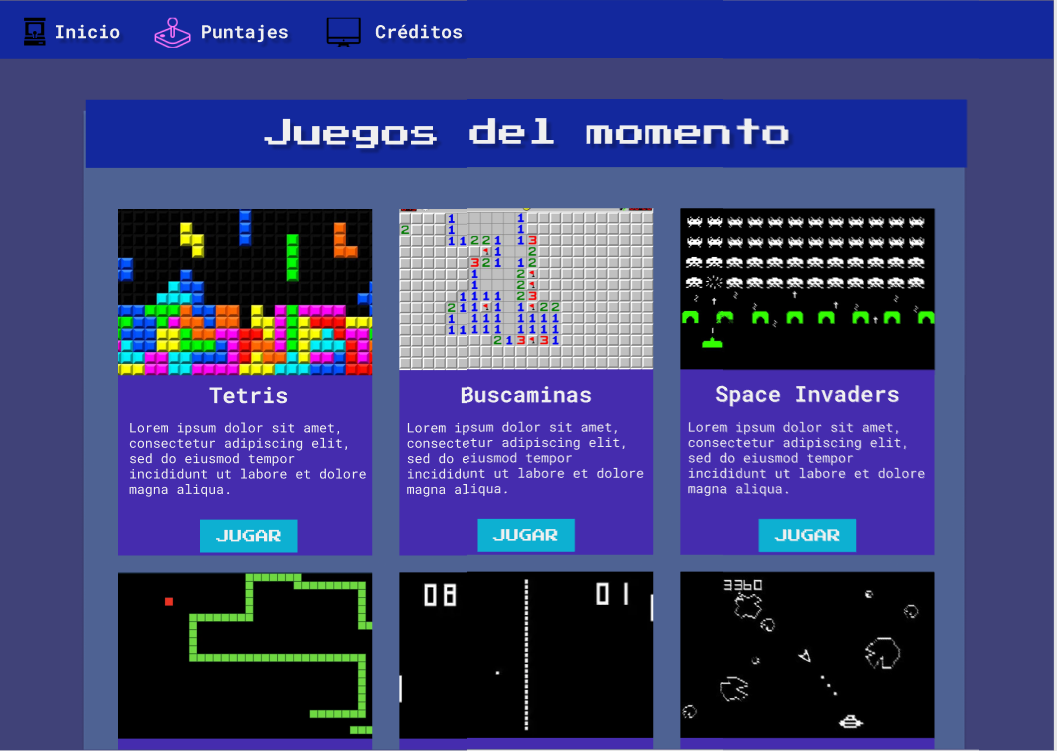 Inicio
Puntajes
Créditos
Juegos del momento
Tetris
Lorem ipsum dolor sit amet,
consectetur adipiscing elit,
sed do eiusmod tempor
incididunt ut labore et dolore
magna aliqua.
JUGAR
Buscaminas
Lorem ipsum dolor sit amet,
consectetur adipiscing elit,
sed do eiusmod tempor
incididunt ut labore et dolore
magna aliqua.
JUGAR
Space Invaders
Lorem ipsum dolor sit amet,
consectetur adipiscing elit,
sed do eiusmod tempor
incididunt ut labore et dolore
magna aliqua.
JUGAR
08
01
3360